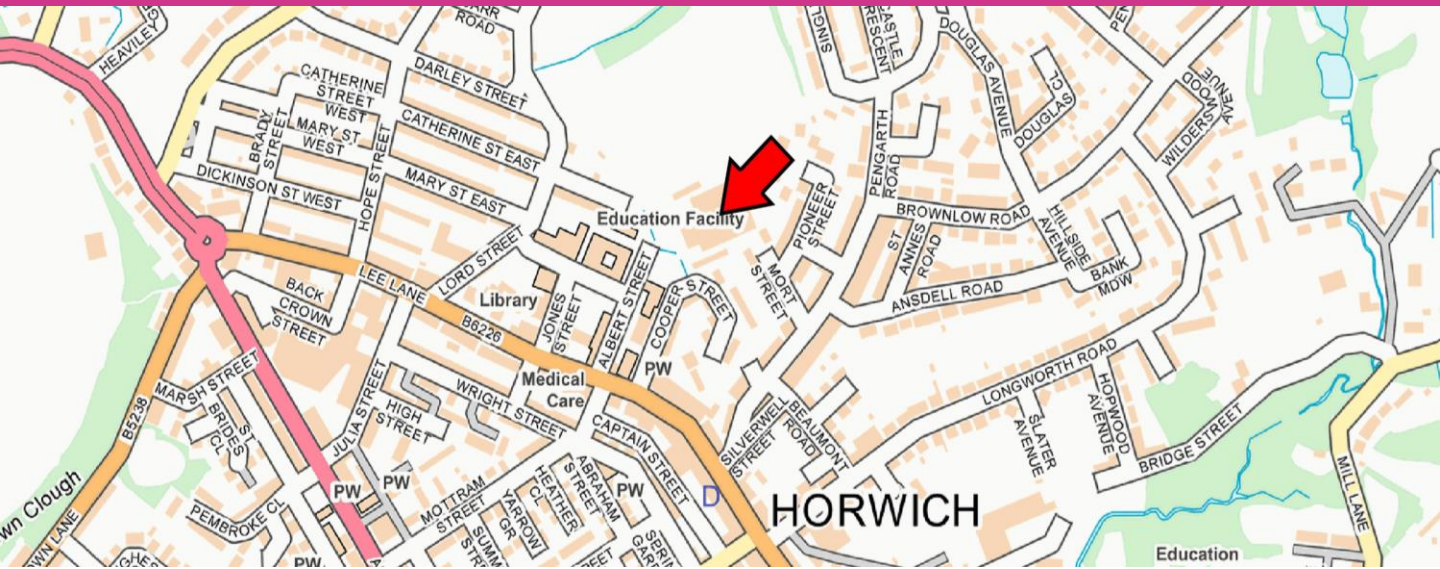 HEAVILEY
ROAD
DARLEY STREET
CATHERINE
STREET
WEST
CATHERINE ST EAST
MARY ST
WEST
BRADY
STREET
MARY ST EAST
DICKINSON ST WEST
HOPE STREET
LORD STREET
LEE LANE
B6226
Education Facility
Library
JONES
STREET
ALBERT STREET
COOPER STREET
PW
Medical
Care
BACK
CROWN
STREET
MARSH STREET
B5238
ST
BRIDES
CL
JULIA STREET
HIGH
STREET
WRIGHT STREET
CAPTAIN STREET
PW
PW
PEMBROKE CL
MOTTRAM
STREET
YARROW
GR
HEATHER
CL
ABRAHAM
STREET
PW
PW
CASTLE
DOUGLAS AVENUE
DOUGLAS CL
WILDERSWOOD
AVENUE
PENGARTH
ROAD
PIONEER
STREET
MORT
STREET
BROWNLOW ROAD
ST
ANNES
ROAD
HILLSIDE
AVENUE
BANK
MDW
ANSDELL ROAD
LONGWORTH ROAD
SILVERWELL
STREET
BEAUMONT
ROAD
SLATER
AVENUE
HOPWOOD
AVENUE
BRIDGE STREET
MILL LANE
D
HORWICH
Education